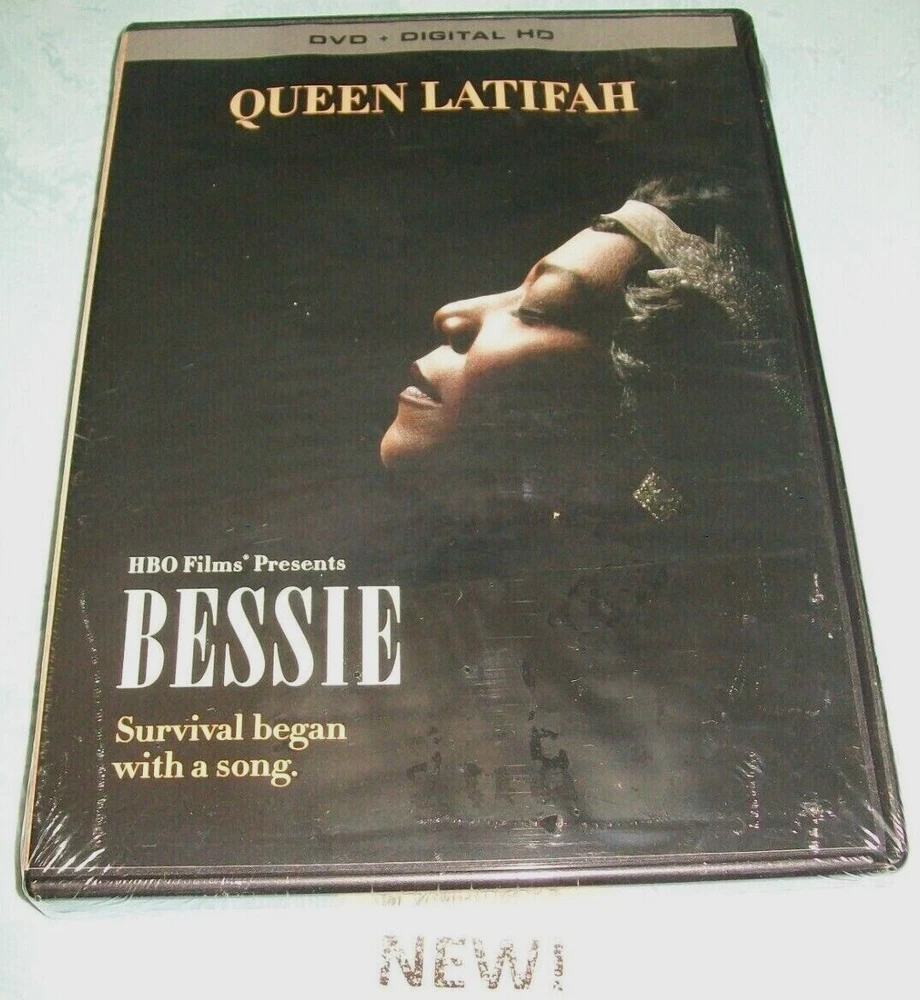 DVD + DIGITAL HD
QUEEN LATIFAH
HBO Films® Presents
BESSIE
Survival began
with a song.
NEW!